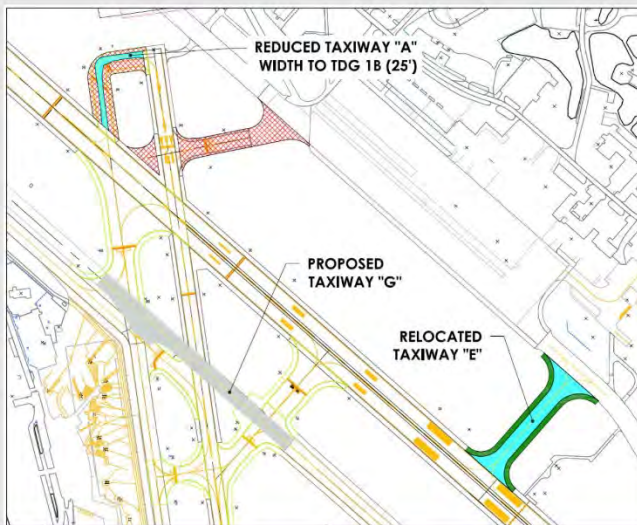 REDUCED TAXIWAY "A"
WIDTH TO TDG 1B (25')
PROPOSED
TAXIWAY "G"
RELOCATED
TAXIWAY "E"